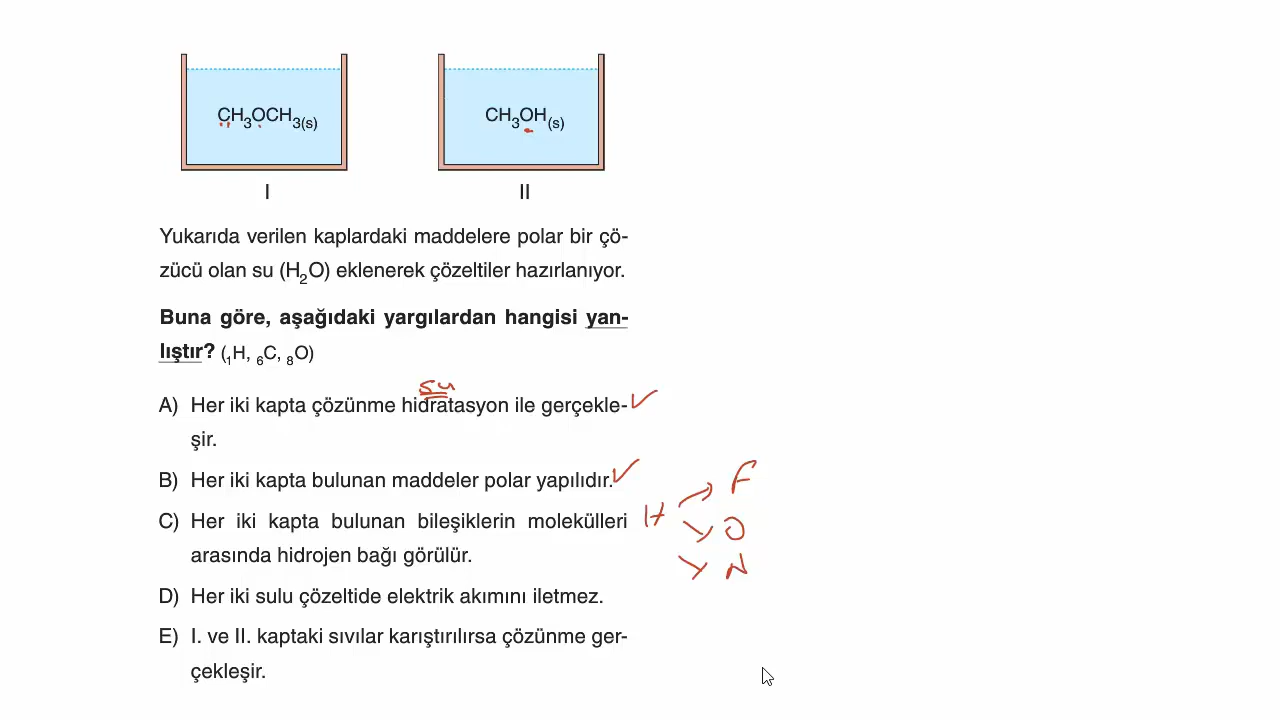 CH₃OCH₃(s)
CH₃OH(s)
I
II
Yukarıda verilen kaplardaki maddelere polar bir çö-
zücü olan su (H₂O) eklenerek çözeltiler hazırlanıyor.
Buna göre, aşağıdaki yargılardan hangisi yan-
lıştır? (₁H, ₆C, ₈O)
su
A) Her iki kapta çözünme hidratasyon ile gerçekle-
şir.
B) Her iki kapta bulunan maddeler polar yapılıdır.
C) Her iki kapta bulunan bileşiklerin molekülleri
arasında hidrojen bağı görülür.
H
F
O
N
D) Her iki sulu çözeltide elektrik akımını iletmez.
E) I. ve II. kaptaki sıvılar karıştırılırsa çözünme ger-
çekleşir.